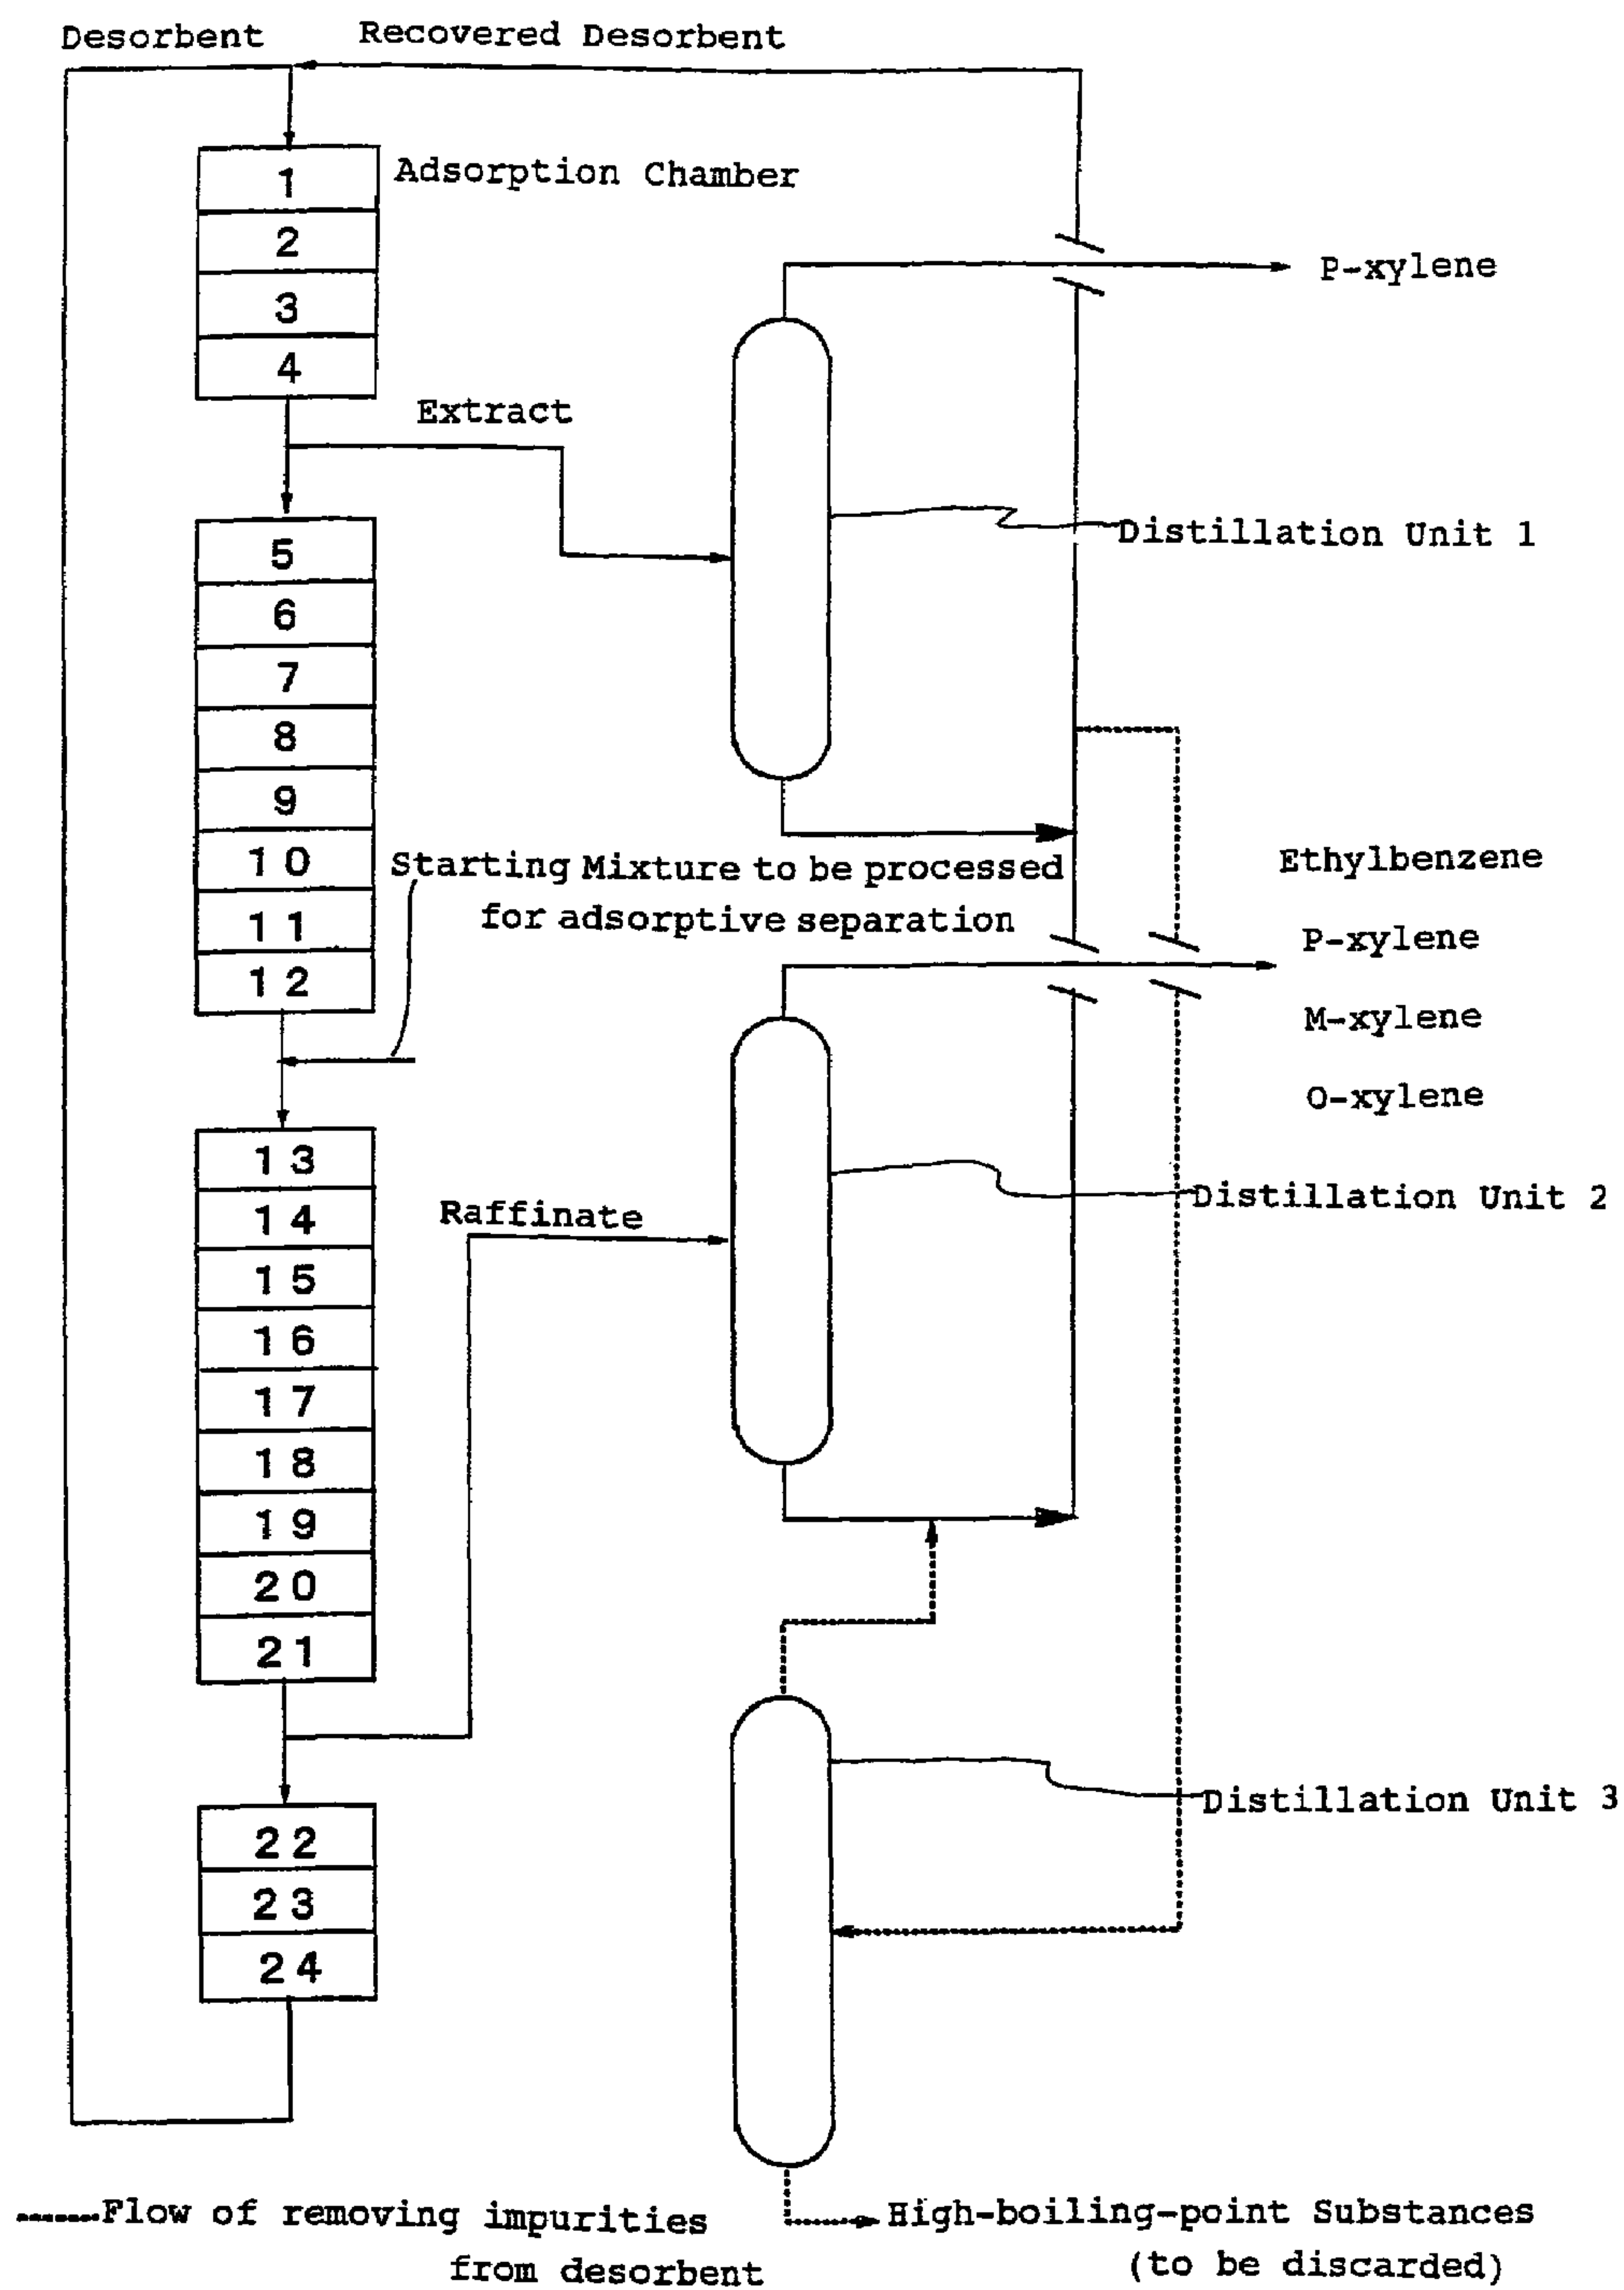 Desorbent
Recovered Desorbent
Adsorption Chamber
1
2
3
4
P-xylene
Extract
Distillation Unit 1
5
6
7
8
9
10
11
12
Starting Mixture to be processed
for adsorptive separation
Ethylbenzene
P-xylene
M-xylene
O-xylene
13
14
15
16
17
18
19
20
21
Raffinate
Distillation Unit 2
22
23
24
Distillation Unit 3
Flow of removing impurities
from desorbent
High-boiling-point Substances
(to be discarded)